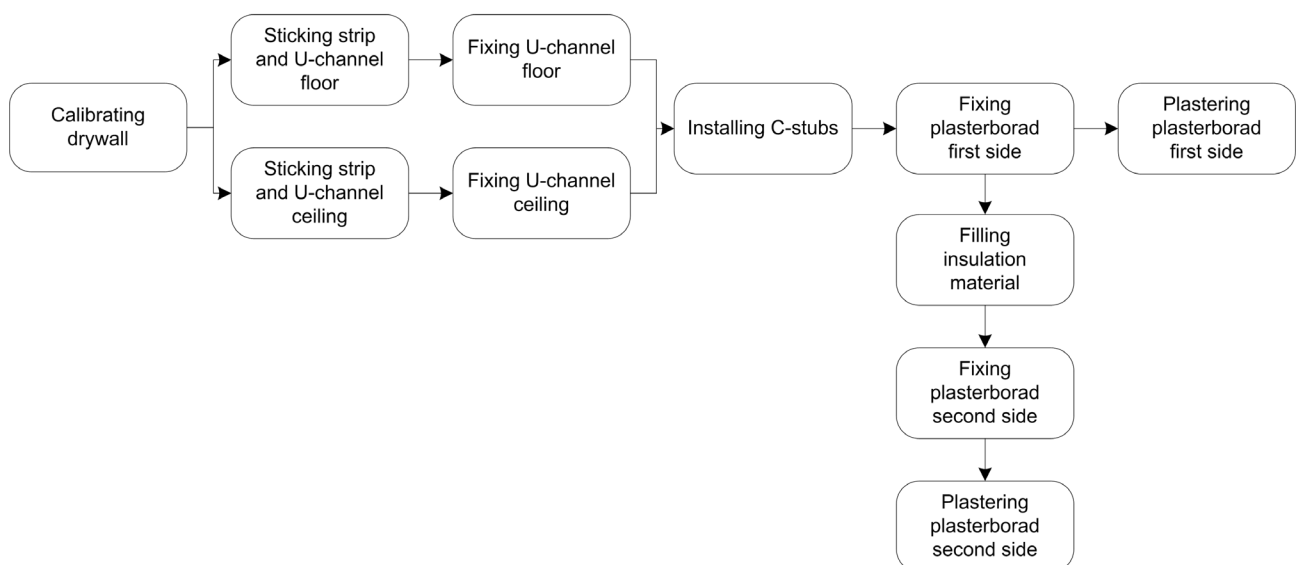 Calibrating
drywall
Sticking strip
and U-channel
floor
Fixing U-channel
floor
Sticking strip
and U-channel
ceiling
Fixing U-channel
ceiling
Installing C-stubs
Fixing
plasterborad
first side
Plastering
plasterborad
first side
Filling
insulation
material
Fixing
plasterborad
second side
Plastering
plasterborad
second side